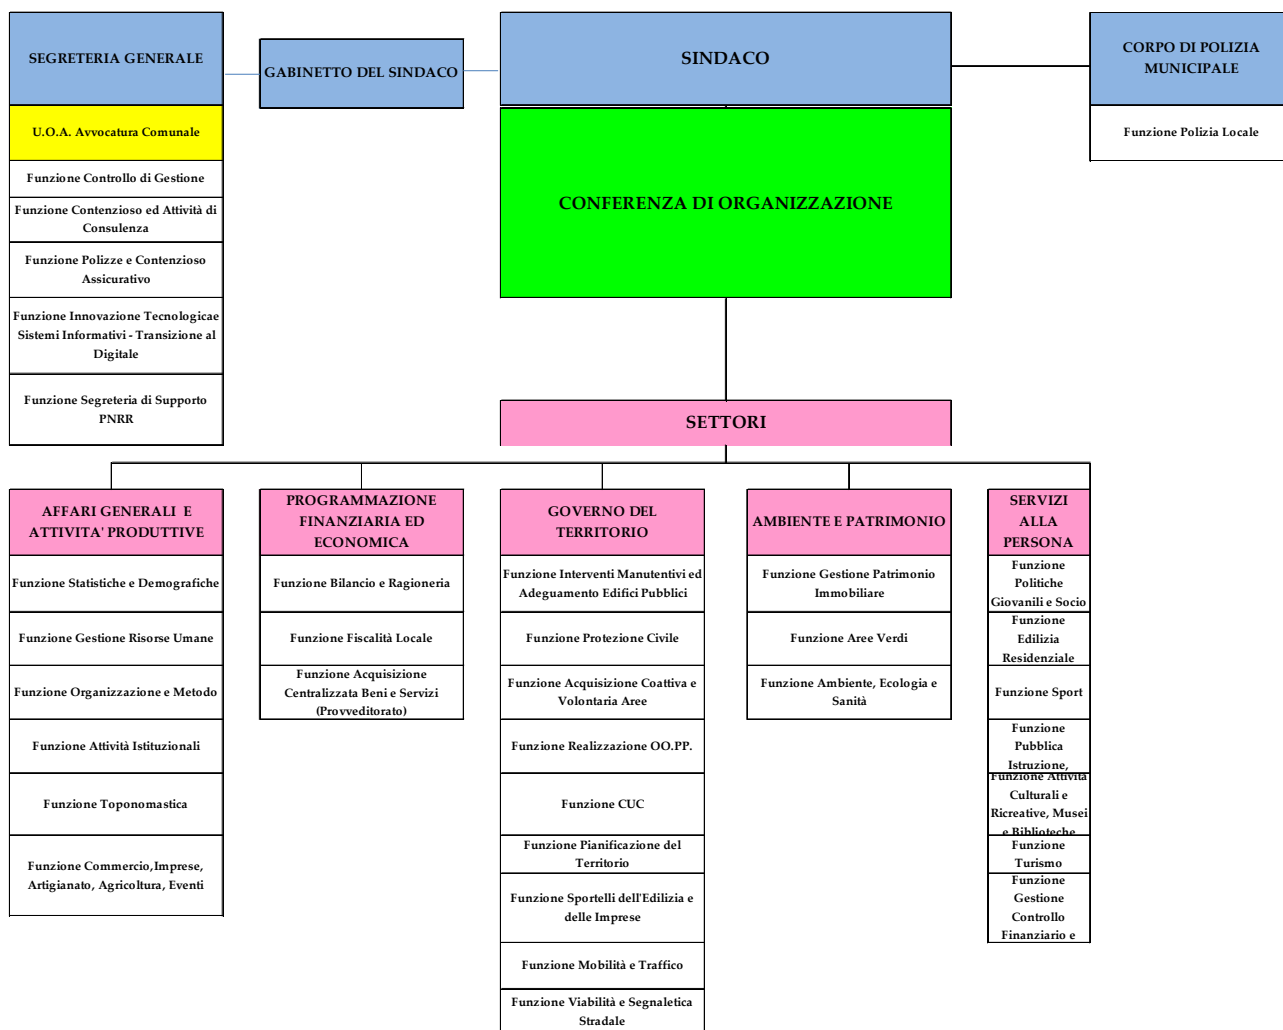 SEGRETERIA GENERALE
GABINETTO DEL SINDACO
SINDACO
CORPO DI POLIZIA
MUNICIPALE
U.O.A. Avvocatura Comunale
Funzione Controllo di Gestione
Funzione Contenzioso ed Attività di
Consulenza
Funzione Polizze e Contenzioso
Assicurativo
Funzione Innovazione Tecnologicae
Sistemi Informativi - Transizione al
Digitale
Funzione Segreteria di Supporto
PNRR
Funzione Polizia Locale
CONFERENZA DI ORGANIZZAZIONE
SETTORI
AFFARI GENERALI E
ATTIVITA' PRODUTTIVE
Funzione Statistiche e Demografiche
Funzione Gestione Risorse Umane
Funzione Organizzazione e Metodo
Funzione Attività Istituzionali
Funzione Toponomastica
Funzione Commercio,Imprese,
Artigianato, Agricoltura, Eventi
PROGRAMMAZIONE
FINANZIARIA ED
ECONOMICA
Funzione Bilancio e Ragioneria
Funzione Fiscalità Locale
Funzione Acquisizione
Centralizzata Beni e Servizi
(Provveditorato)
GOVERNO DEL
TERRITORIO
Funzione Interventi Manutentivi ed
Adeguamento Edifici Pubblici
Funzione Protezione Civile
Funzione Acquisizione Coattiva e
Volontaria Aree
Funzione Realizzazione OO.PP.
Funzione CUC
Funzione Pianificazione del
Territorio
Funzione Sportelli dell'Edilizia e
delle Imprese
Funzione Mobilità e Traffico
Funzione Viabilità e Segnaletica
Stradale
AMBIENTE E PATRIMONIO
Funzione Gestione Patrimonio
Immobiliare
Funzione Aree Verdi
Funzione Ambiente, Ecologia e
Sanità
SERVIZI
ALLA
PERSONA
Funzione
Politiche
Giovanili e Socio
Funzione
Edilizia
Residenziale
Funzione Sport
Funzione
Pubblica
Istruzione,
Funzione Attività
Culturali e
Ricreative, Musei
e Biblioteche
Funzione
Turismo
Funzione
Gestione
Controllo
Finanziario e